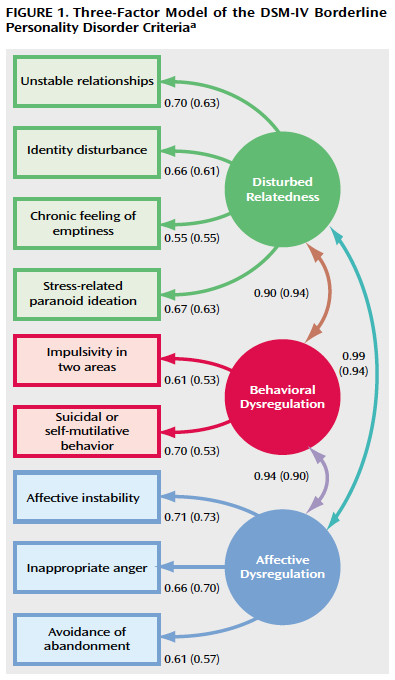 FIGURE 1. Three-Factor Model of the DSM-IV Borderline
Personality Disorder Criteriaᵃ
Unstable relationships
0.70 (0.63)
Identity disturbance
0.66 (0.61)
Disturbed
Relatedness
Chronic feeling of
emptiness
0.55 (0.55)
Stress-related
paranoid ideation
0.67 (0.63)
0.90 (0.94)
Impulsivity in
two areas
0.61 (0.53)
0.99
(0.94)
Behavioral
Dysregulation
Suicidal or
self-mutilative
behavior
0.70 (0.53)
0.94 (0.90)
Affective instability
0.71 (0.73)
Inappropriate anger
0.66 (0.70)
Affective
Dysregulation
Avoidance of
abandonment
0.61 (0.57)